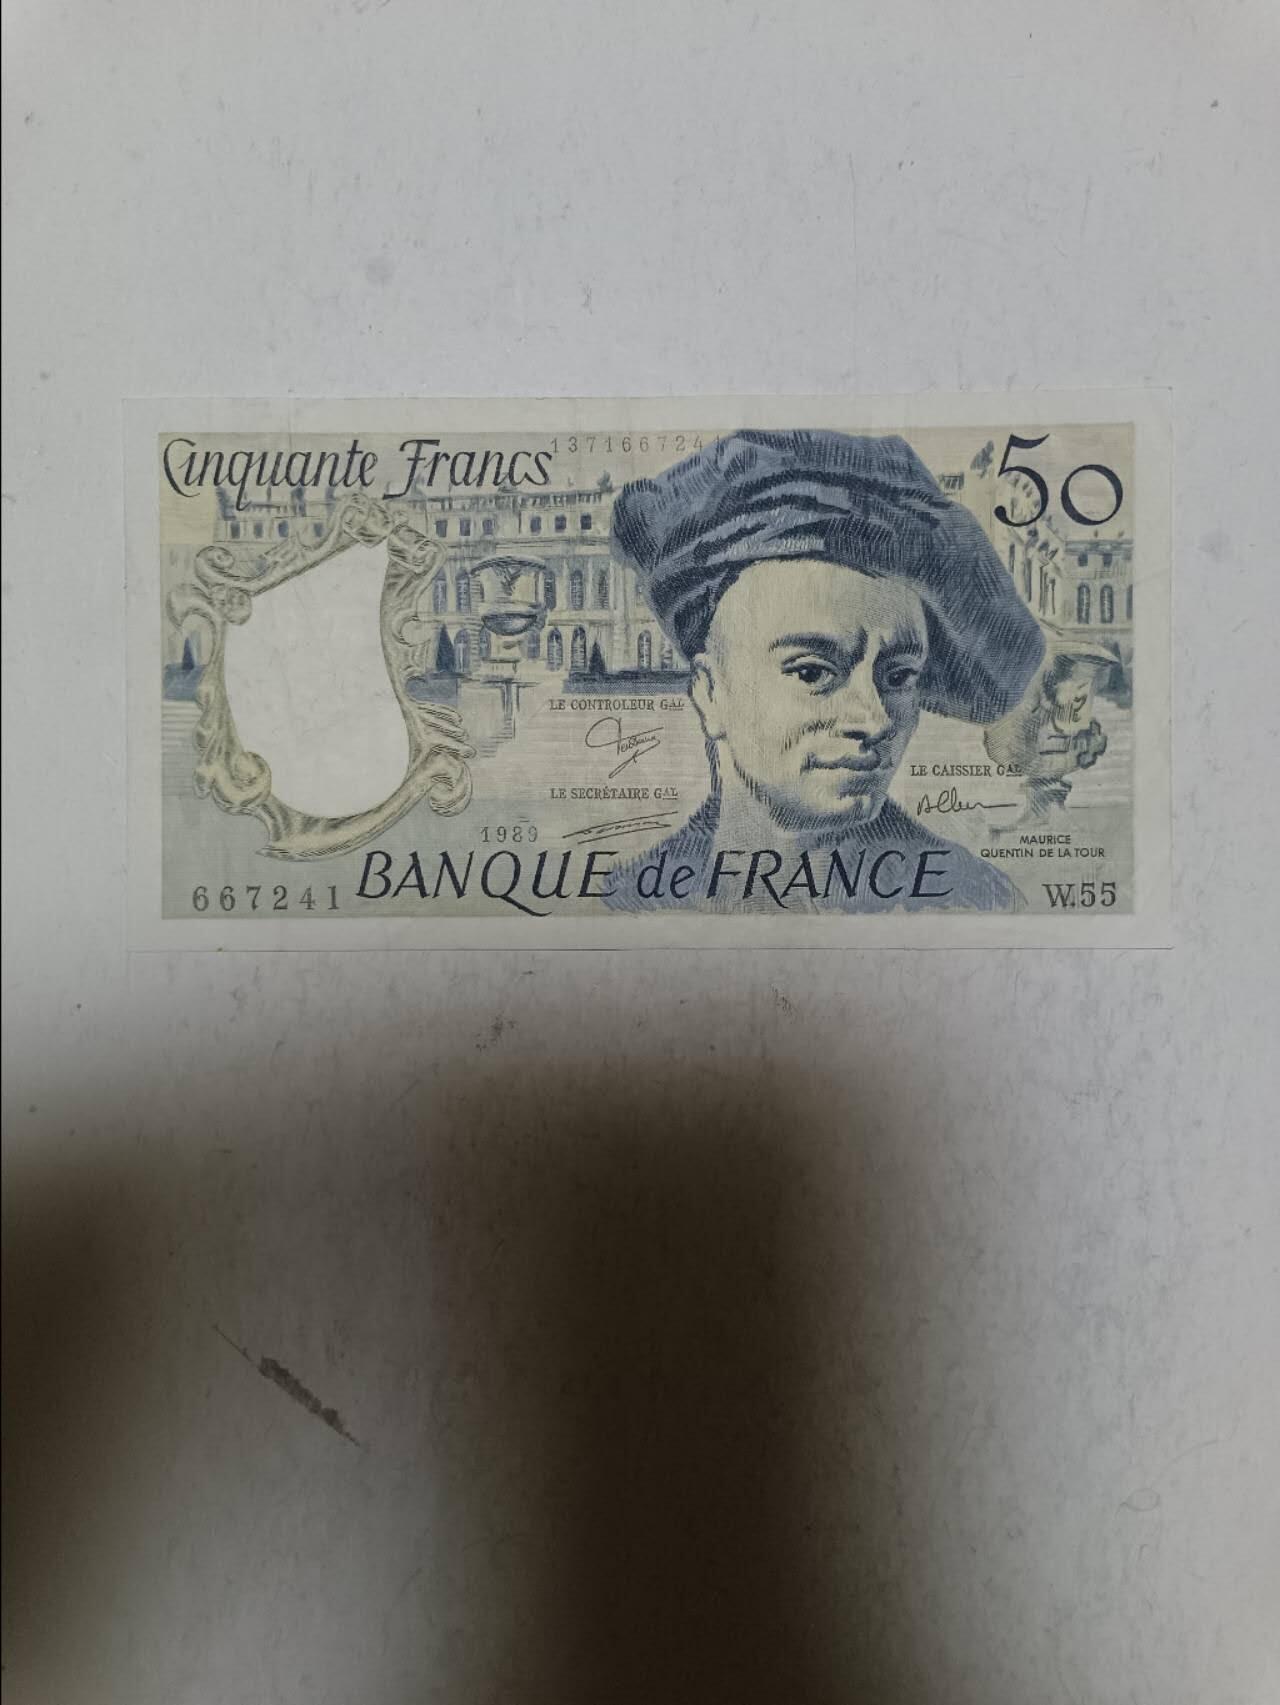 Cinquante Francs
1371667241
50
LE CONTROLEUR GAL
LE SECRÉTAIRE GAL
LE CAISSIER GAL
1989
MAURICE
QUENTIN DE LA TOUR
667241
BANQUE de FRANCE
W.55